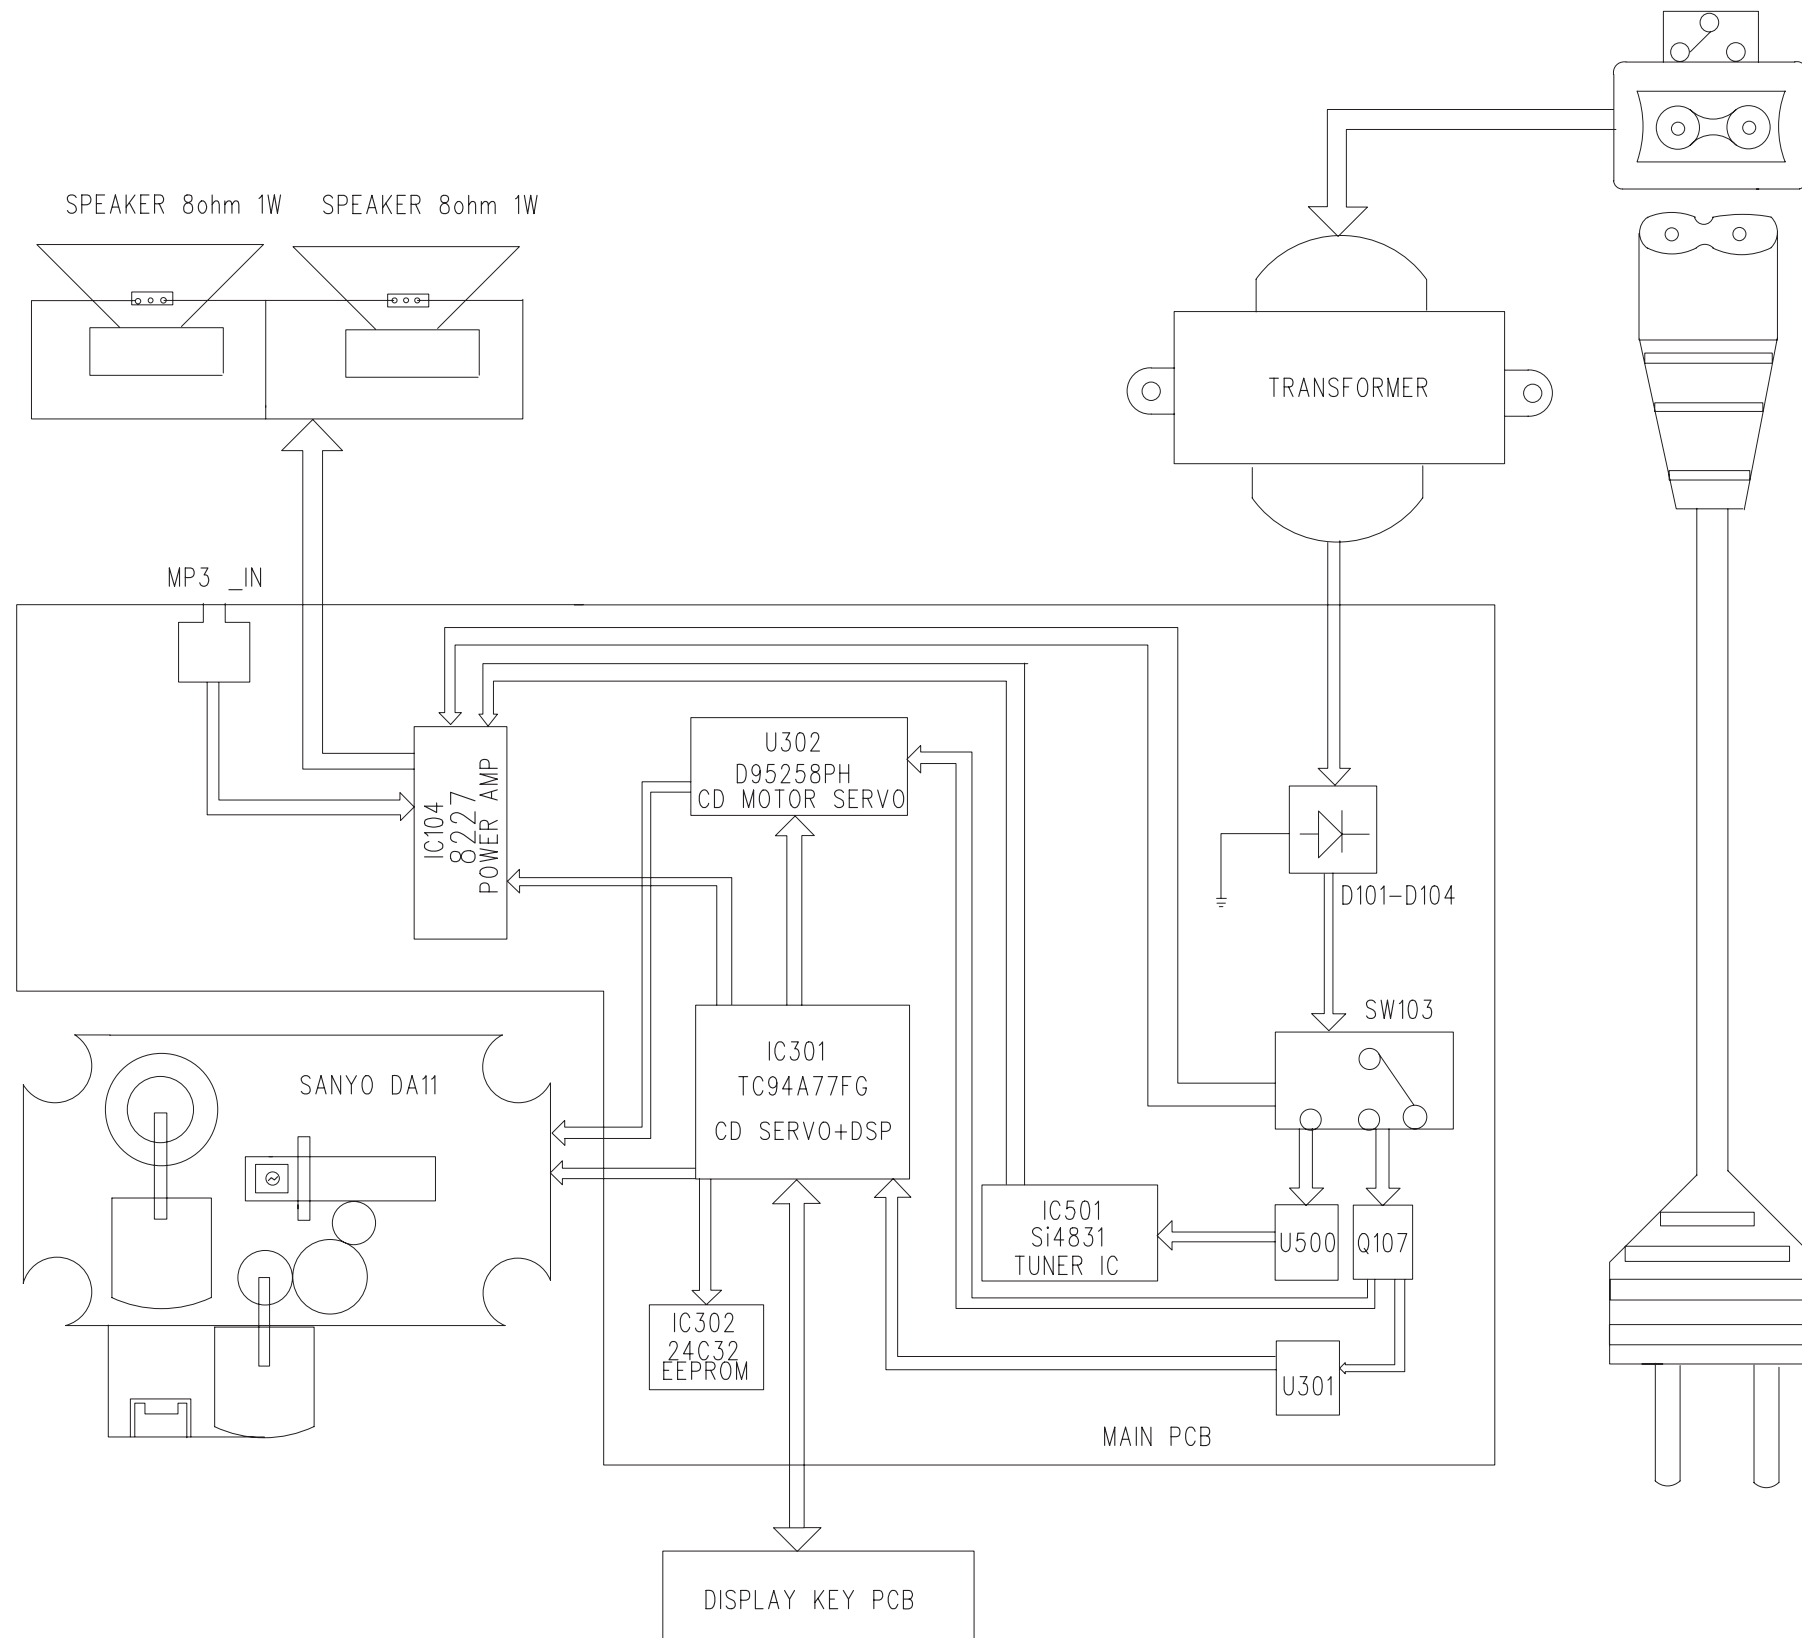 SPEAKER 8ohm 1W
SPEAKER 8ohm 1W
TRANSFORMER
MP3 _IN
U302
D95258PH
CD MOTOR SERVO
IC104
8227
POWER AMP
D101-D104
SW103
IC301
TC94A77FG
CD SERVO+DSP
SANYO DA11
IC501
Si4831
TUNER IC
U500
Q107
IC302
24C32
EEPROM
U301
MAIN PCB
DISPLAY KEY PCB